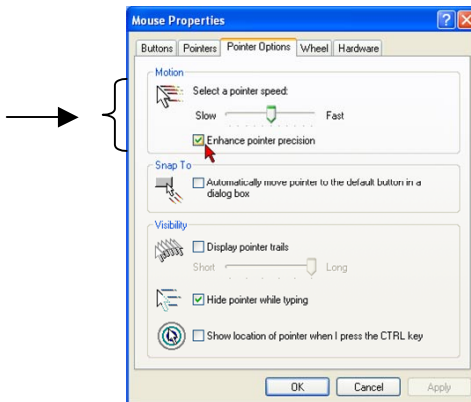 Mouse Properties
Buttons Pointers Pointer Options Wheel Hardware
Motion
Select a pointer speed:
Slow Fast
Enhance pointer precision
Snap To
Automatically move pointer to the default button in a
dialog box
Visibility
Display pointer trails
Short Long
Hide pointer while typing
Show location of pointer when I press the CTRL key
OK Cancel Apply